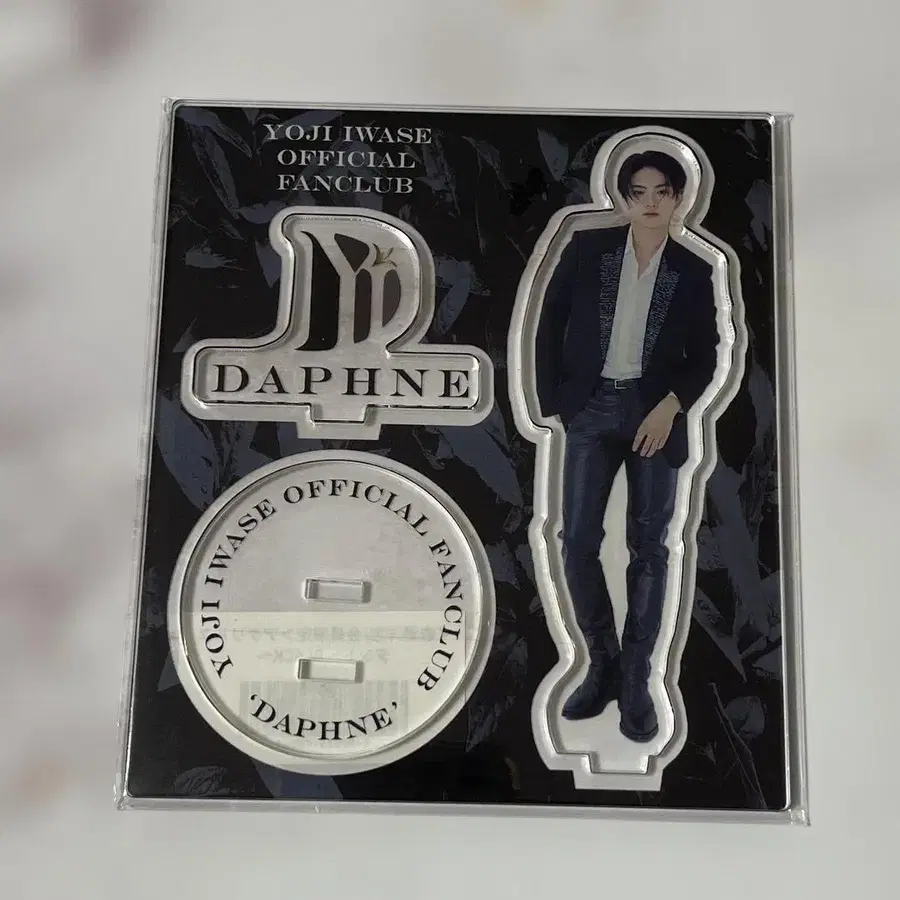 YOJI IWASE
OFFICIAL
FANCLUB
DAPHNE
YOJI IWASE OFFICIAL FANCLUB
'DAPHNE'